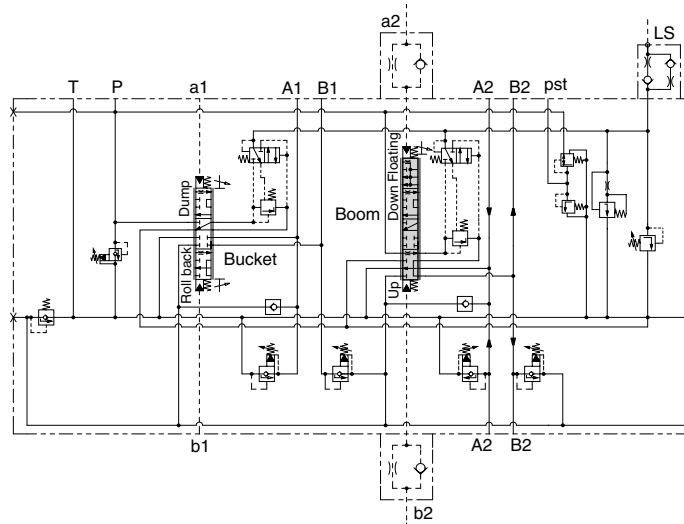 a2
LS
T
P
a1
A1
B1
A2
B2
pst
Dump
Down Floating
Boom
Bucket
Roll back
Up
b1
A2
B2
b2